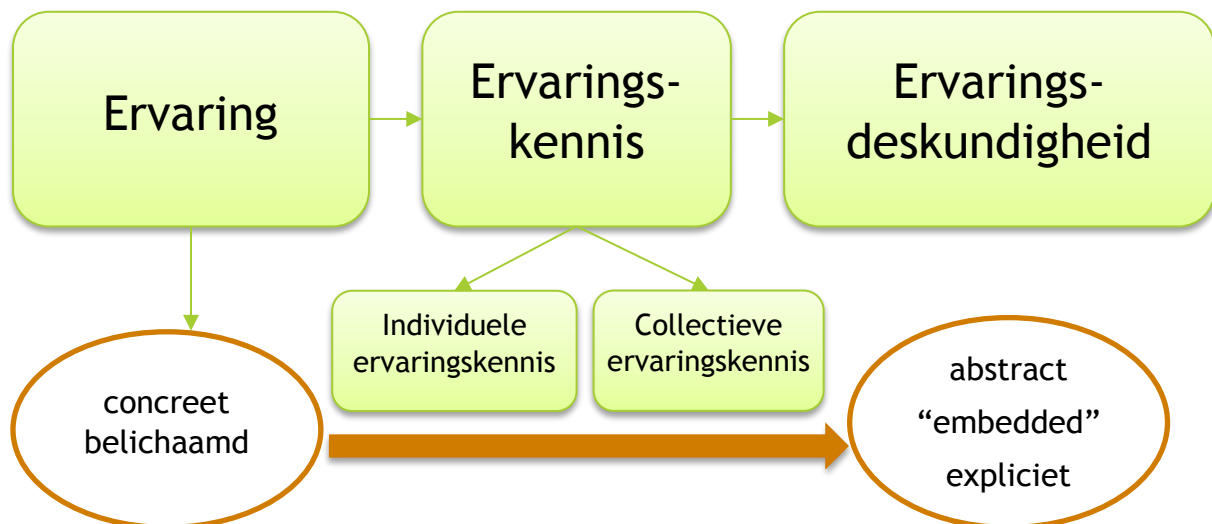 Ervaring
Ervarings-
kennis
Ervarings-
deskundigheid
Individuele
ervaringskennis
Collectieve
ervaringskennis
concreet
belichaamd
abstract
“embedded”
expliciet